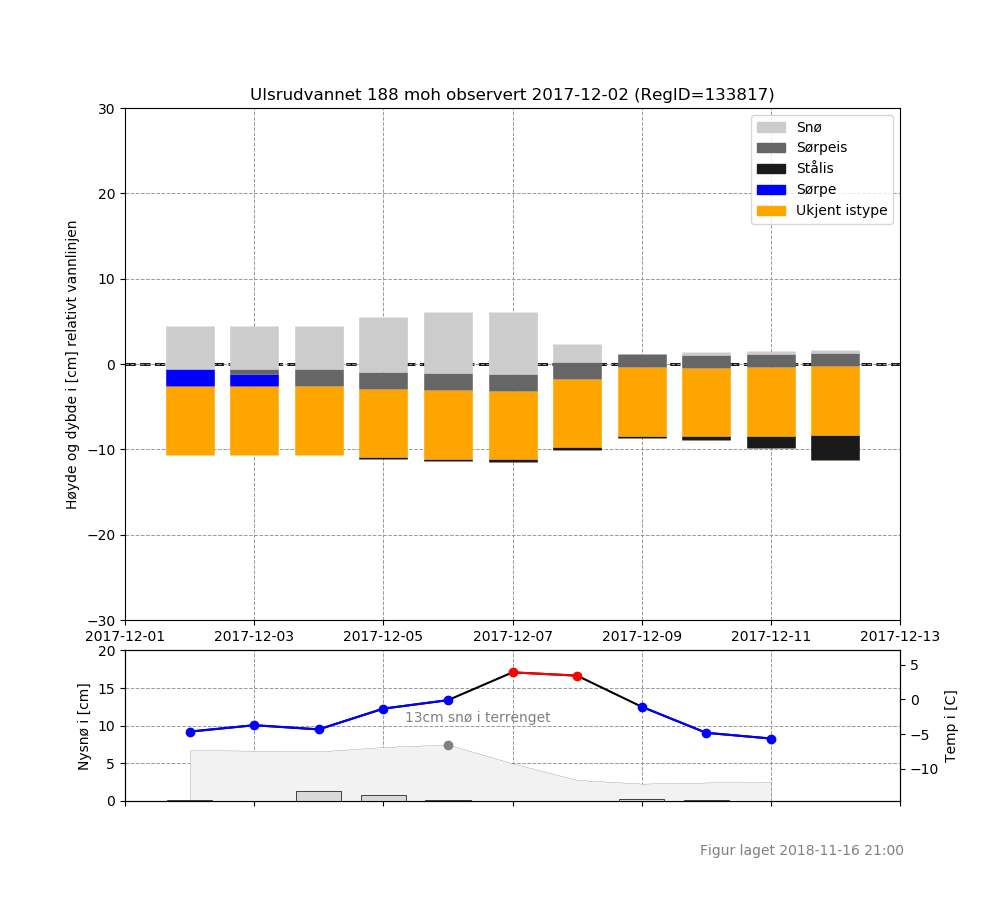 Ulsrudvannet 188 moh observert 2017-12-02 (RegID=133817)
Høyde og dybde i [cm] relativt vannlinjen
30
20
10
0
−10
−20
−30
Snø
Sørpeis
Stålis
Sørpe
Ukjent istype
2017-12-01 2017-12-03 2017-12-05 2017-12-07 2017-12-09 2017-12-11 2017-12-13
Nysnø i [cm]
20
15
10
5
0
13cm snø i terrenget
5
0
−5
−10
Temp i [C]
Figur laget 2018-11-16 21:00